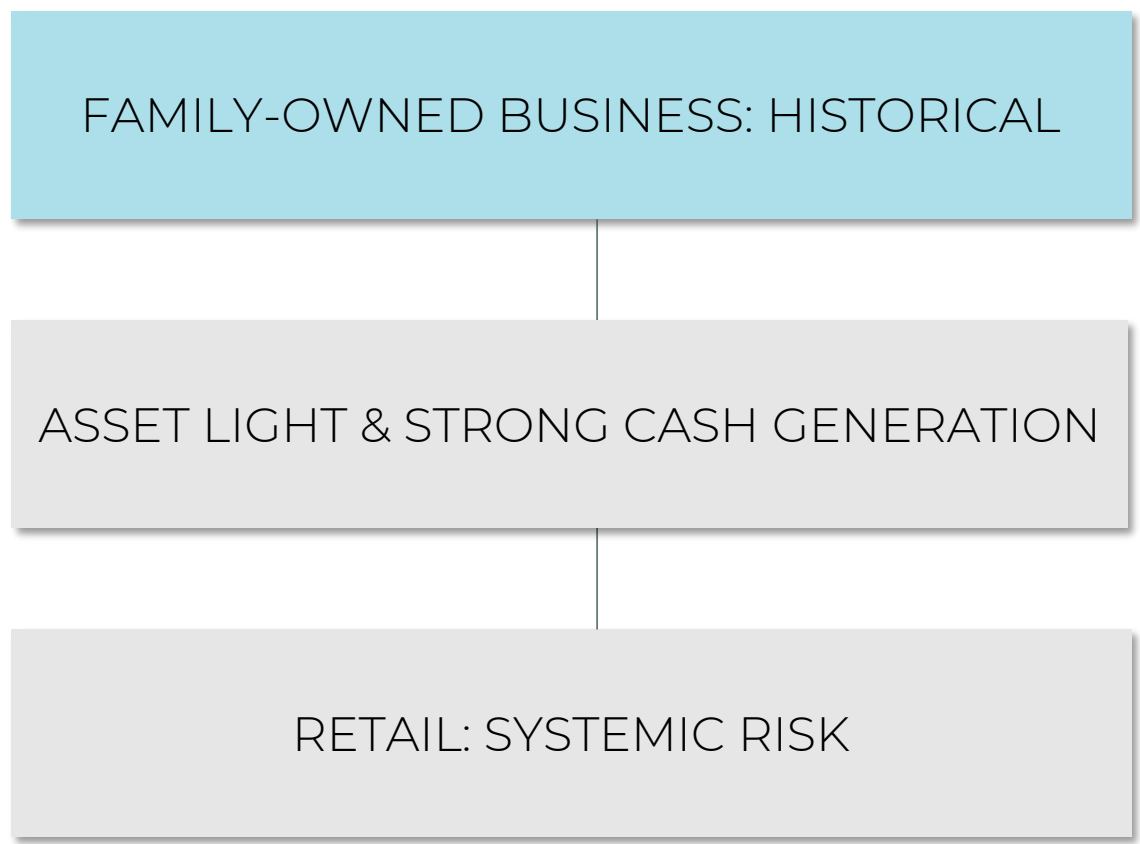 FAMILY-OWNED BUSINESS: HISTORICAL
ASSET LIGHT & STRONG CASH GENERATION
RETAIL: SYSTEMIC RISK